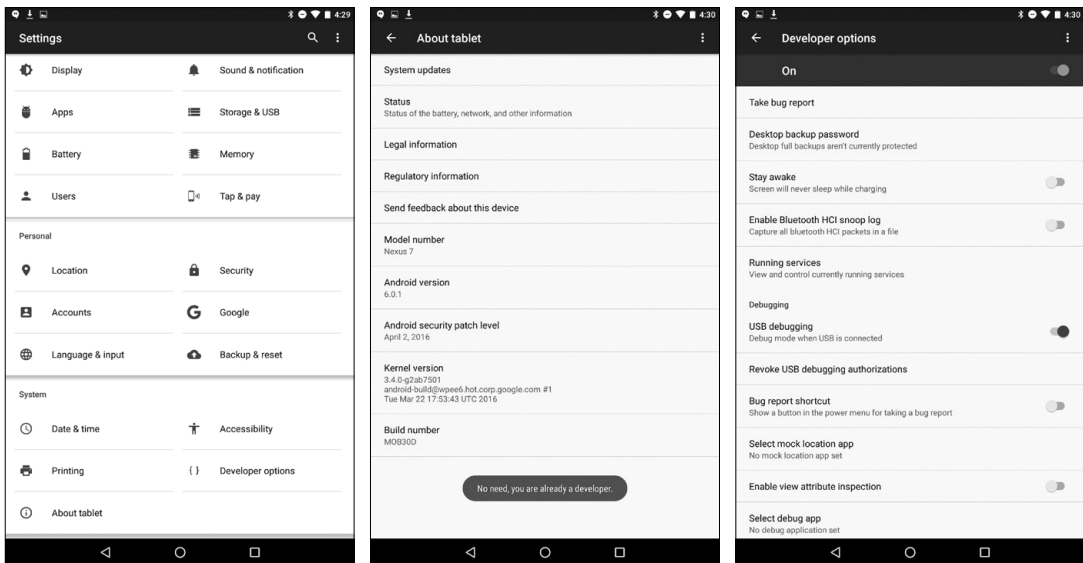 4:29
Settings
Display
Sound & notification
Apps
Storage & USB
Battery
Memory
Users
Tap & pay
Personal
Location
Security
Accounts
Google
Language & input
Backup & reset
System
Date & time
Accessibility
Printing
{ } Developer options
About tablet
4:30
About tablet
System updates
Status
Status of the battery, network, and other information
Legal information
Regulatory information
Send feedback about this device
Model number
Nexus 7
Android version
6.0.1
Android security patch level
April 2, 2016
Kernel version
3.4.0-g2ab7501
android-build@wpee6.hot.corp.google.com #1
Tue Mar 22 17:53:43 UTC 2016
Build number
MOB30D
No need, you are already a developer.
4:30
Developer options
On
Take bug report
Desktop backup password
Desktop full backups aren't currently protected
Stay awake
Screen will never sleep while charging
Enable Bluetooth HCI snoop log
Capture all bluetooth HCI packets in a file
Running services
View and control currently running services
Debugging
USB debugging
Debug mode when USB is connected
Revoke USB debugging authorizations
Bug report shortcut
Show a button in the power menu for taking a bug report
Select mock location app
No mock location app set
Enable view attribute inspection
Select debug app
No debug application set